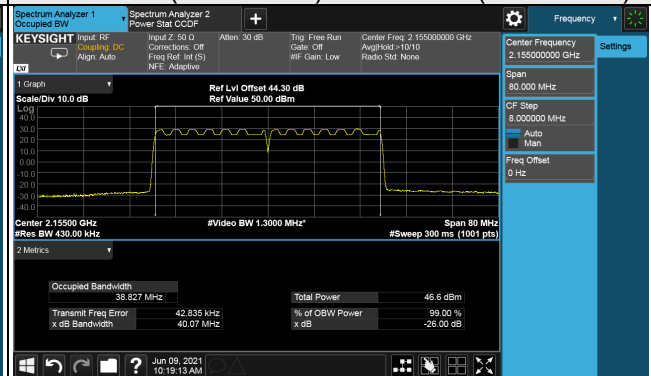 Spectrum Analyzer 1
Occupied BW
Spectrum Analyzer 2
Power Stat CCDF
Frequency
KEYSIGHT
Input: RF
Coupling: DC
Align: Auto
LXI
Input Z: 50 Ω
Corrections: Off
Freq Ref: Int (S)
NFE: Adaptive
Atten: 30 dB
Trig: Free Run
Gate: Off
#IF Gain: Low
Center Freq: 2.155000000 GHz
Avg|Hold:>10/10
Radio Std: None
Center Frequency
2.155000000 GHz
Settings
Span
80.000 MHz
CF Step
8.000000 MHz
Auto
Man
Freq Offset
0 Hz
1 Graph
Scale/Div 10.0 dB
Ref Lvl Offset 44.30 dB
Ref Value 50.00 dBm
Log
40.0
30.0
20.0
10.0
0.00
-10.0
-20.0
-30.0
-40.0
Center 2.15500 GHz
#Res BW 430.00 kHz
#Video BW 1.3000 MHz*
Span 80 MHz
#Sweep 300 ms (1001 pts)
2 Metrics
Occupied Bandwidth
38.827 MHz
Total Power 46.6 dBm
Transmit Freq Error 42.835 kHz
% of OBW Power 99.00 %
x dB Bandwidth 40.07 MHz
x dB -26.00 dB
?
Jun 09, 2021
10:19:13 AM